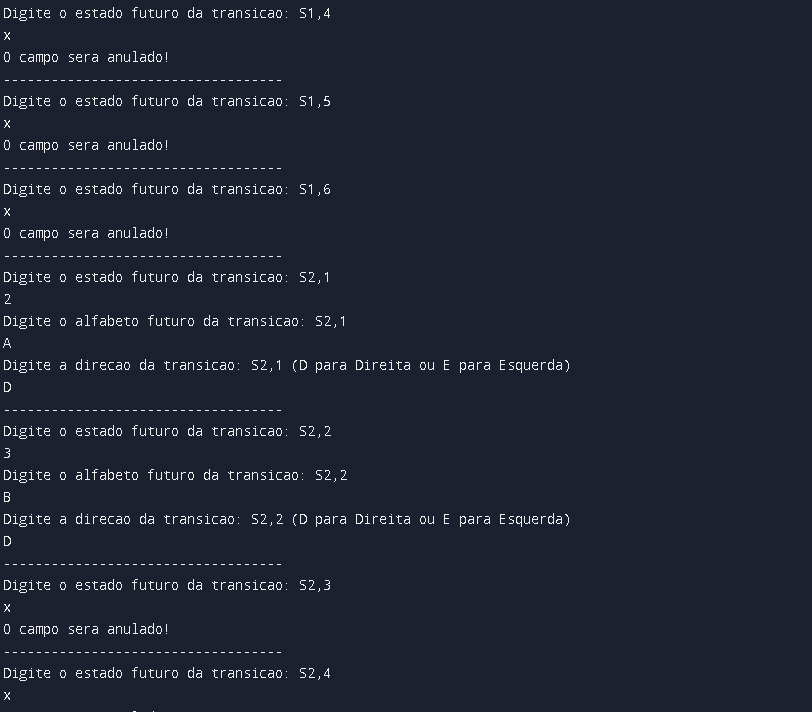 Digite o estado futuro da transicao: S1,4
x
O campo sera anulado!
-----------------------------------
Digite o estado futuro da transicao: S1,5
x
O campo sera anulado!
-----------------------------------
Digite o estado futuro da transicao: S1,6
x
O campo sera anulado!
-----------------------------------
Digite o estado futuro da transicao: S2,1
2
Digite o alfabeto futuro da transicao: S2,1
A
Digite a direcao da transicao: S2,1 (D para Direita ou E para Esquerda)
D
-----------------------------------
Digite o estado futuro da transicao: S2,2
3
Digite o alfabeto futuro da transicao: S2,2
B
Digite a direcao da transicao: S2,2 (D para Direita ou E para Esquerda)
D
-----------------------------------
Digite o estado futuro da transicao: S2,3
x
O campo sera anulado!
-----------------------------------
Digite o estado futuro da transicao: S2,4
x